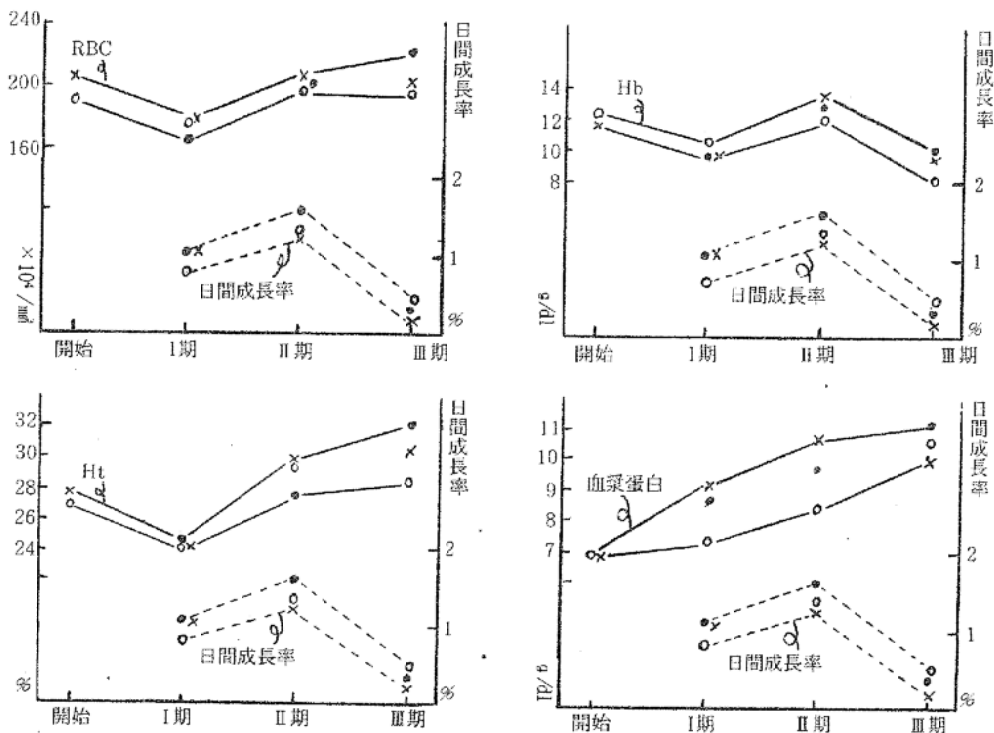 240
200
160
×10⁴/㎣
RBC
日間成長率
2
1
%
日間成長率
開始
I期
II期
III期
14
12
10
8
Hb
日間成長率
2
1
%
日間成長率
開始
I期
II期
III期
32
30
28
26
24
%
Ht
日間成長率
2
1
%
日間成長率
開始
I期
II期
III期
11
10
9
8
7
血漿蛋白
日間成長率
2
1
%
日間成長率
開始
I期
II期
III期